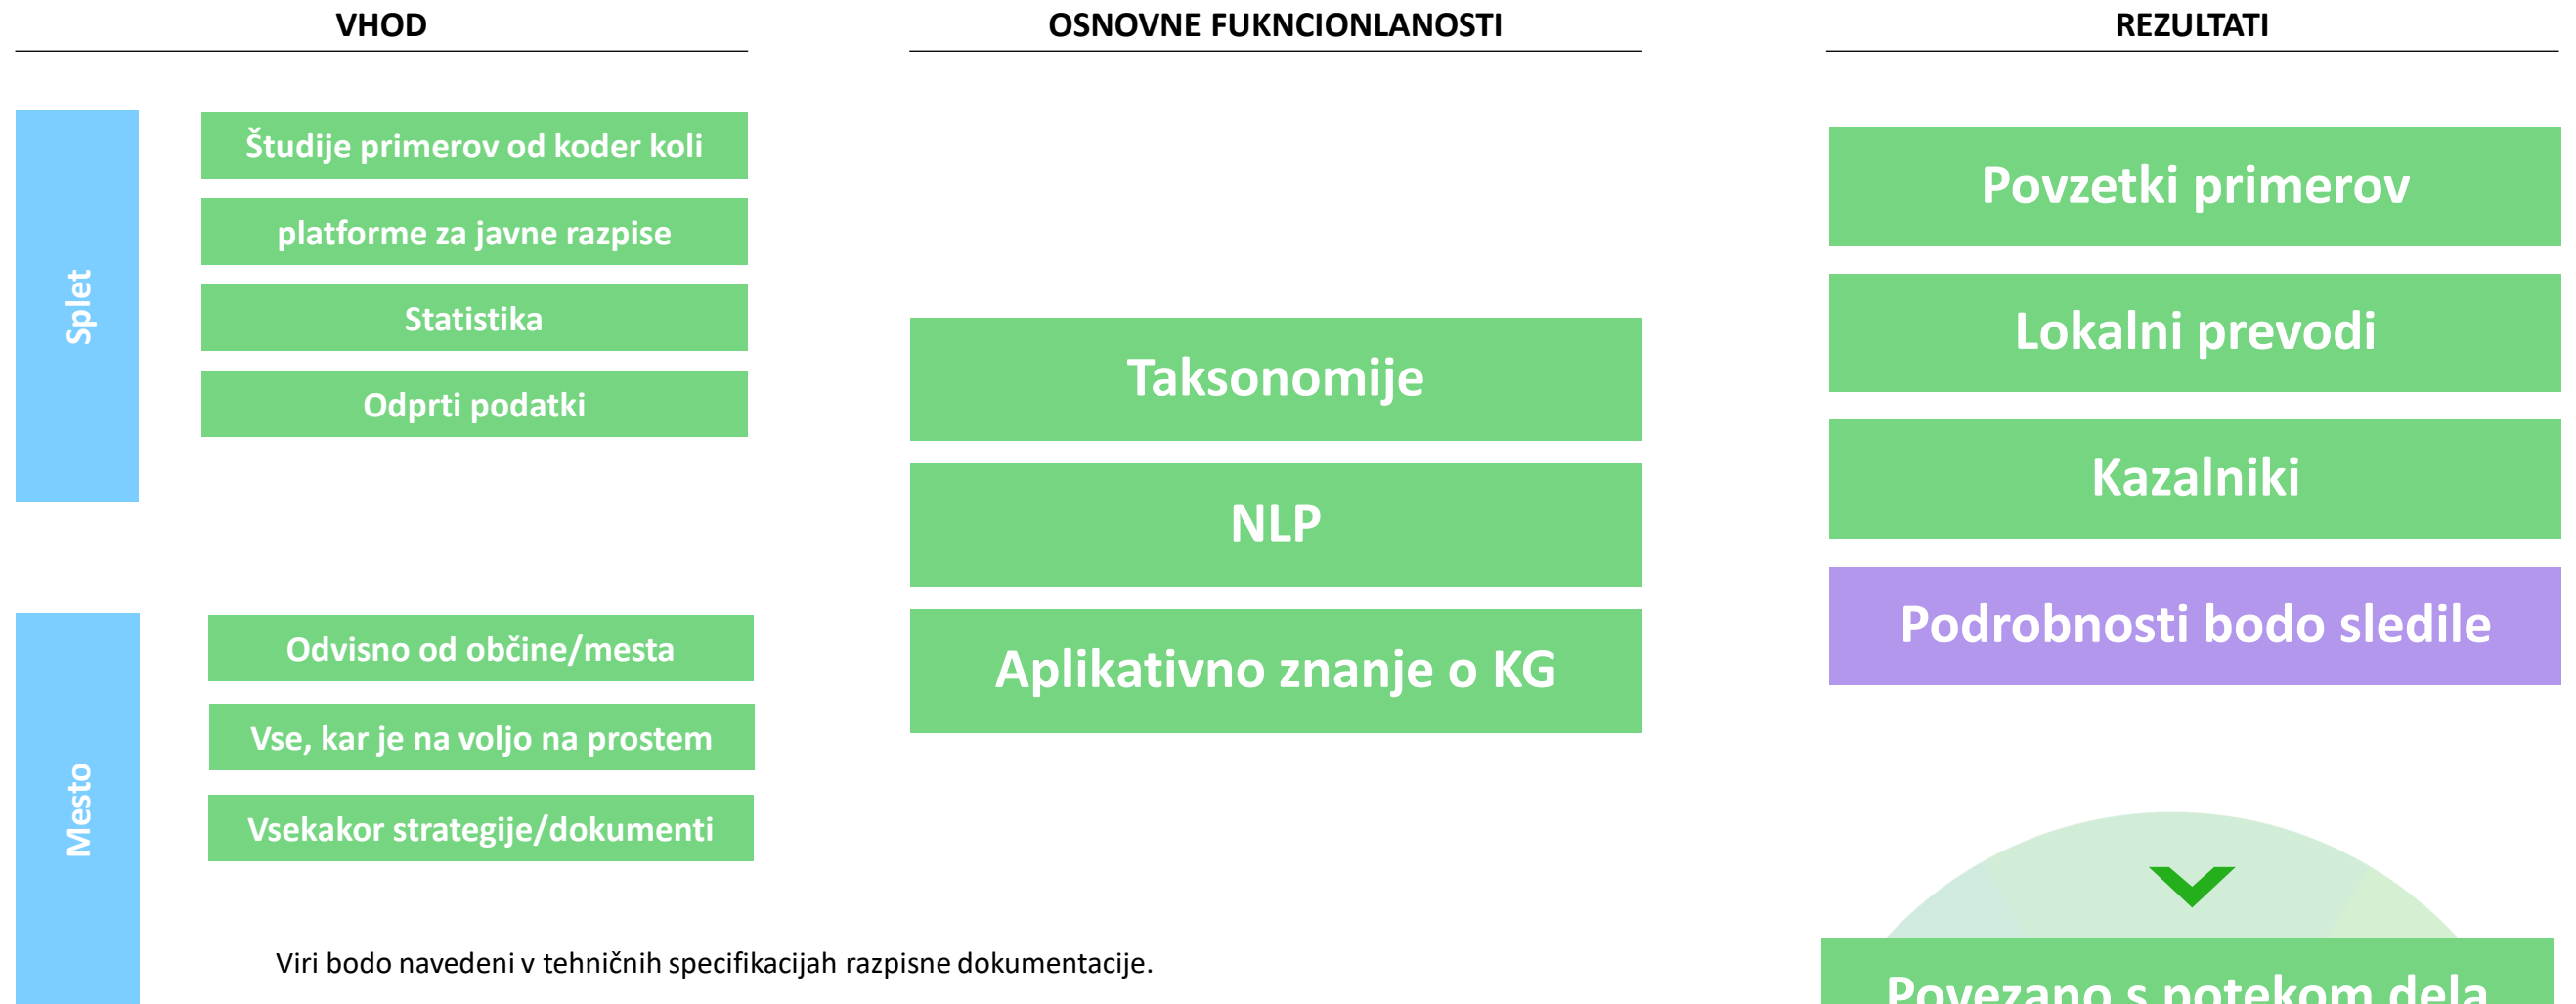 VHOD
OSNOVNE FUKNCIONLANOSTI
REZULTATI
Splet
Študije primerov od koder koli
platforme za javne razpise
Statistika
Odprti podatki
Mesto
Odvisno od občine/mesta
Vse, kar je na voljo na prostem
Vsekakor strategije/dokumenti
Viri bodo navedeni v tehničnih specifikacijah razpisne dokumentacije.
Taksonomije
NLP
Aplikativno znanje o KG
Povzetki primerov
Lokalni prevodi
Kazalniki
Podrobnosti bodo sledile
Povezano s potekom dela